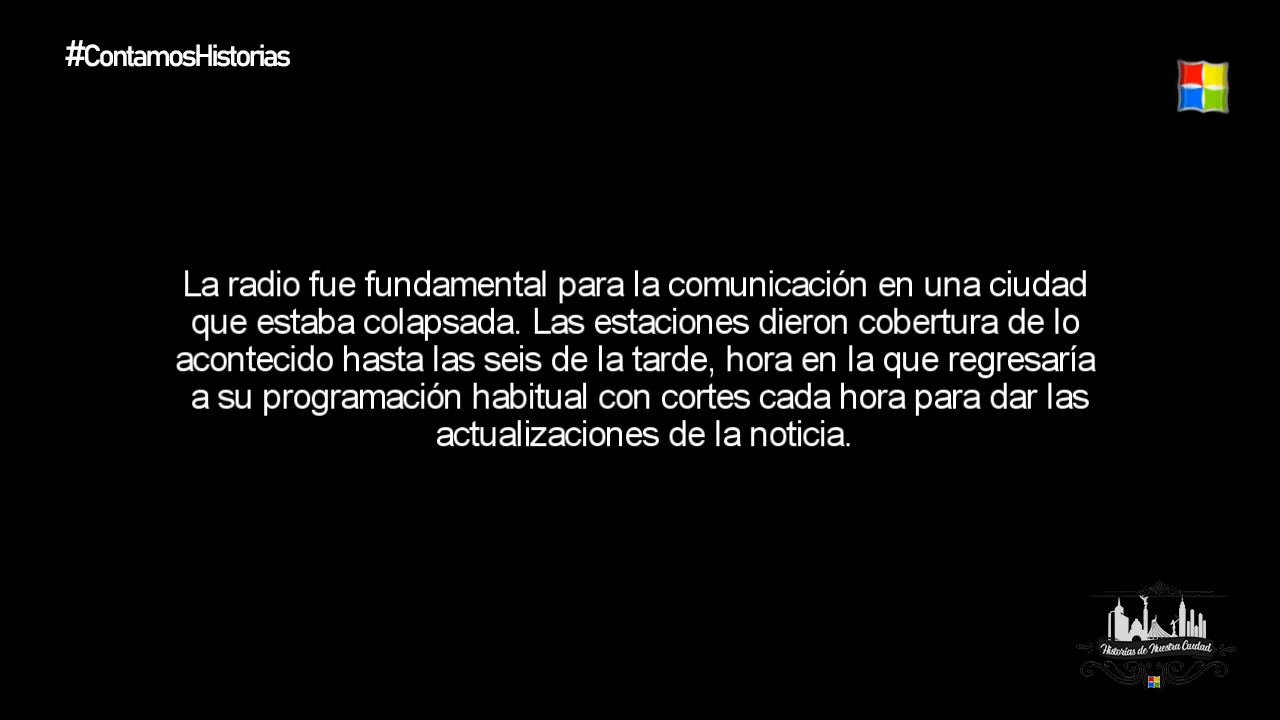 #ContamosHistorias
La radio fue fundamental para la comunicación en una ciudad
que estaba colapsada. Las estaciones dieron cobertura de lo
acontecido hasta las seis de la tarde, hora en la que regresaría
a su programación habitual con cortes cada hora para dar las
actualizaciones de la noticia.
Historias de Nuestra Ciudad